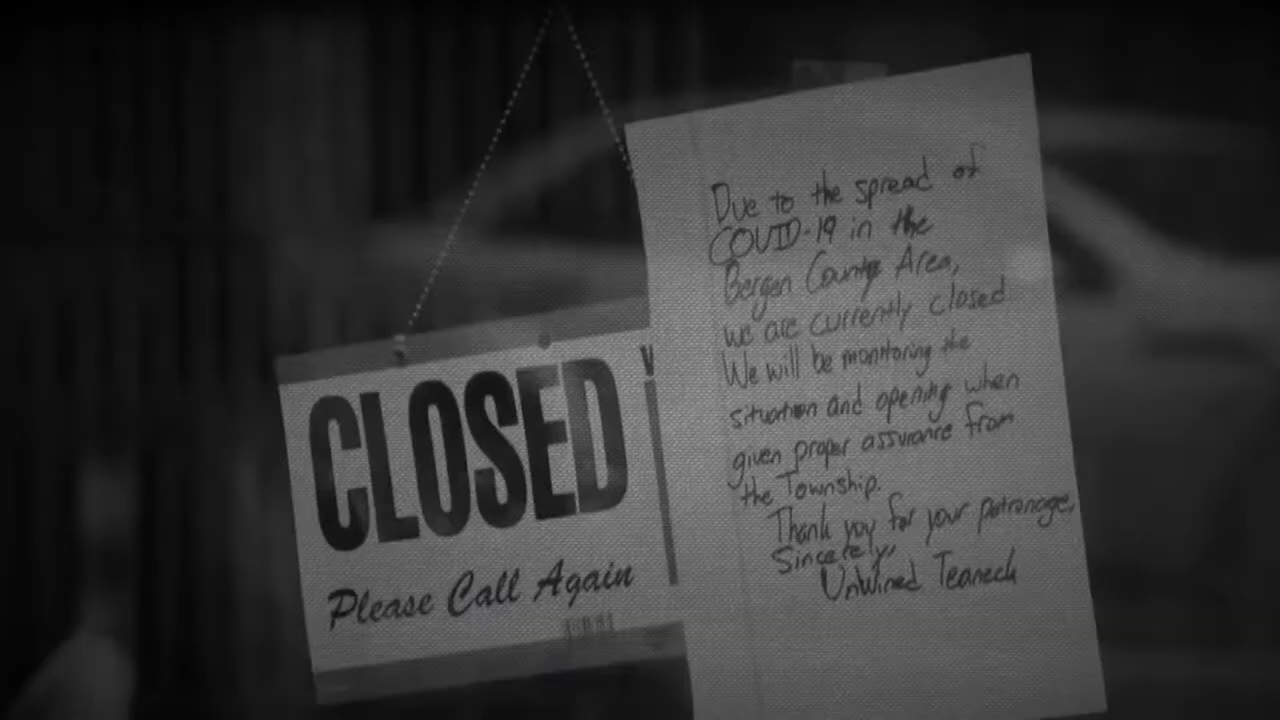 CLOSED
Please Call Again
Due to the spread of
COVID-19 in the
Bergen County Area,
we are currently closed
We will be monitoring the
situation and opening when
given proper assurance from
the Township.
Thank you for your patronage,
Sincerely,
UnWined Teaneck